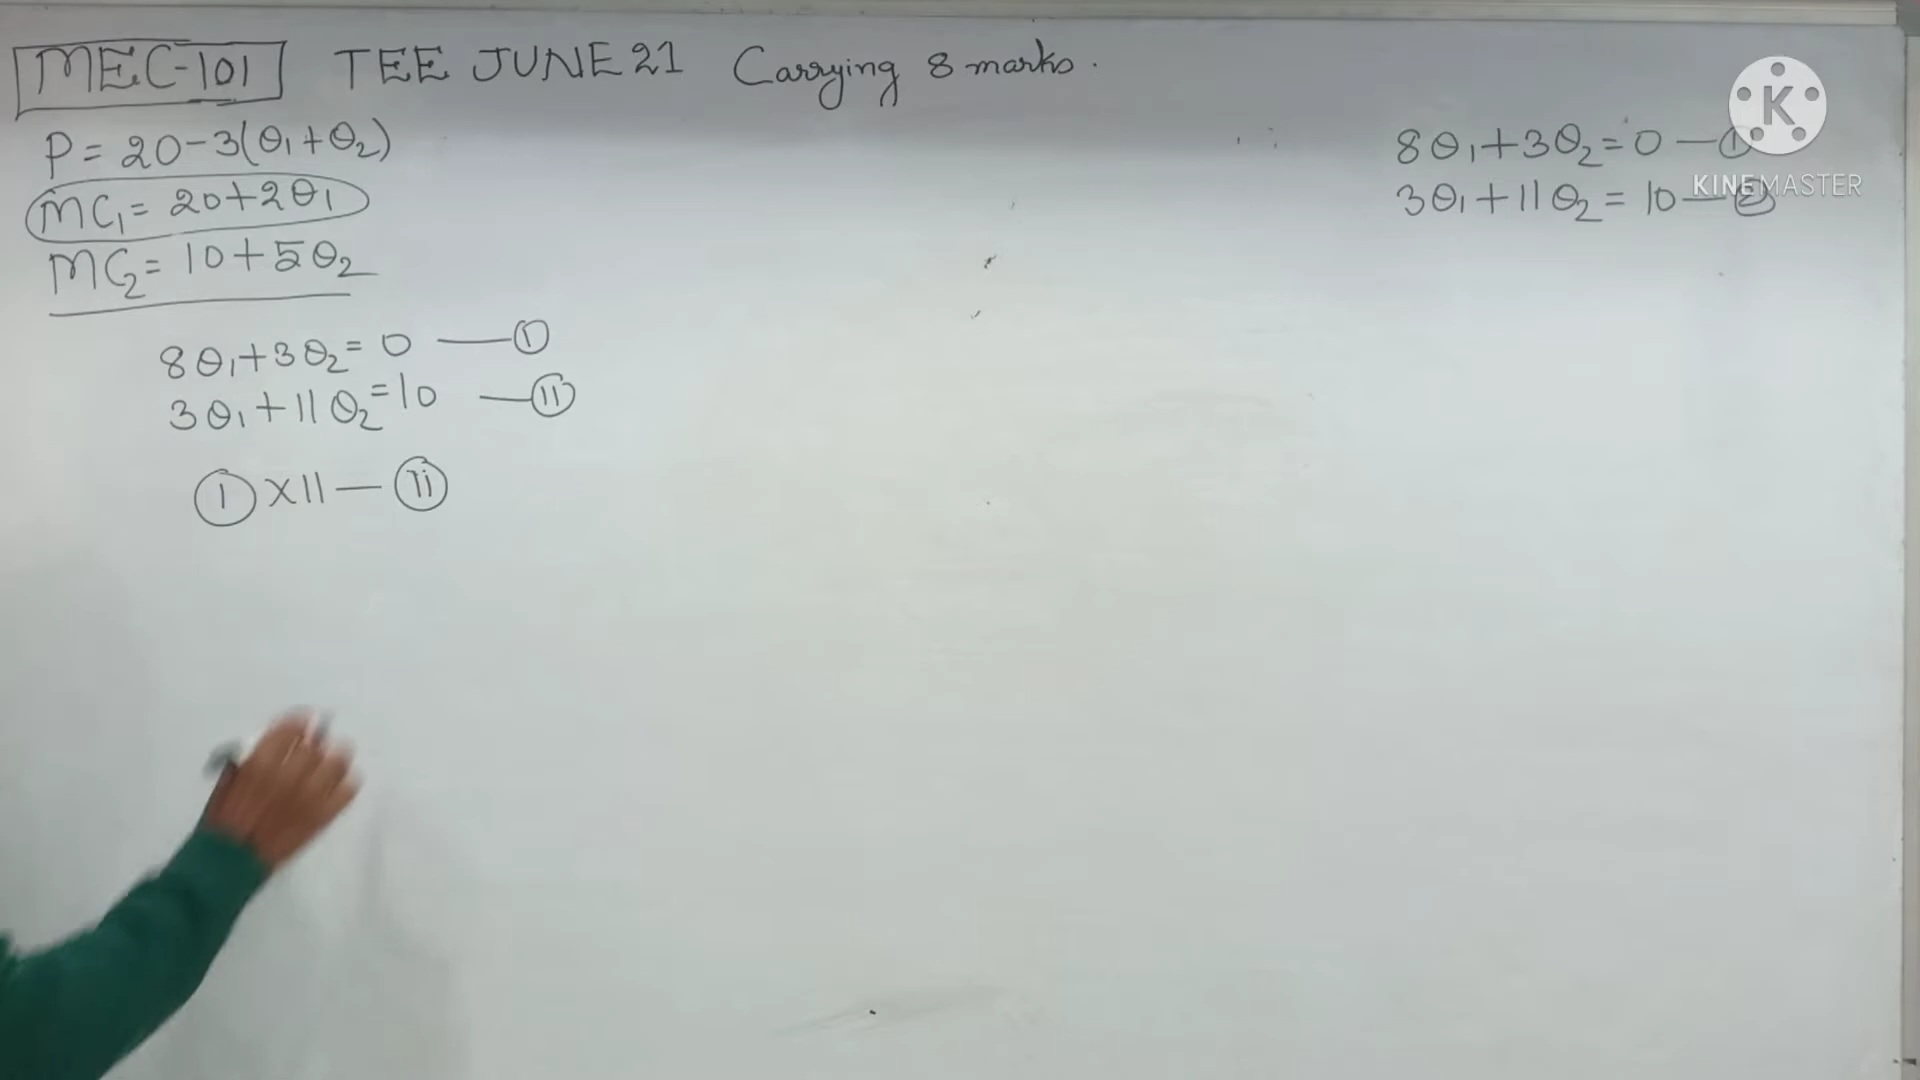 MEC-101 TEE JUNE 21 Carrying 8 marks.
P = 20-3(θ₁+θ₂)
MC₁ = 20+2θ₁
MC₂ = 10+5θ₂
8θ₁+3θ₂ = 0 — I
3θ₁+11θ₂ = 10 — II
I X11 — ii
8θ₁+3θ₂ = 0 — 1
3θ₁+11θ₂ = 10 — 2
K
KINEMASTER